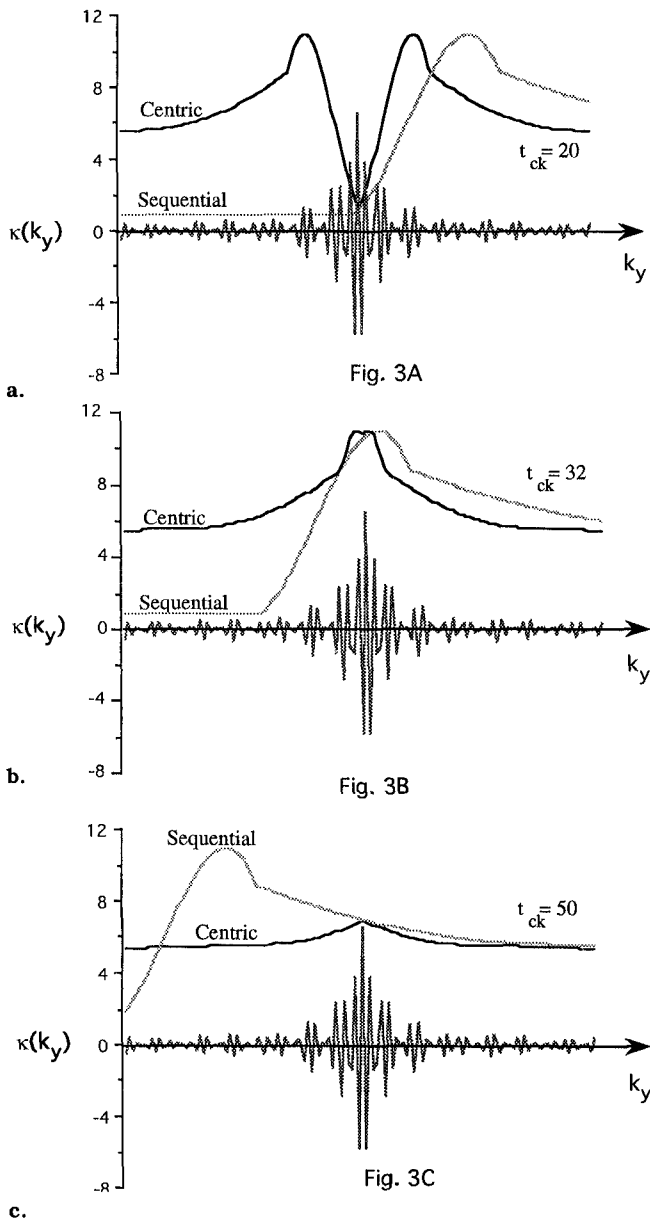 12
8
4
0
-4
-8
Centric
Sequential
t ck = 20
κ(ky)
ky
Fig. 3A
a.
12
8
4
0
-4
-8
Centric
Sequential
t ck = 32
κ(ky)
ky
Fig. 3B
b.
12
8
4
0
-4
-8
Sequential
Centric
t ck = 50
κ(ky)
ky
Fig. 3C
c.